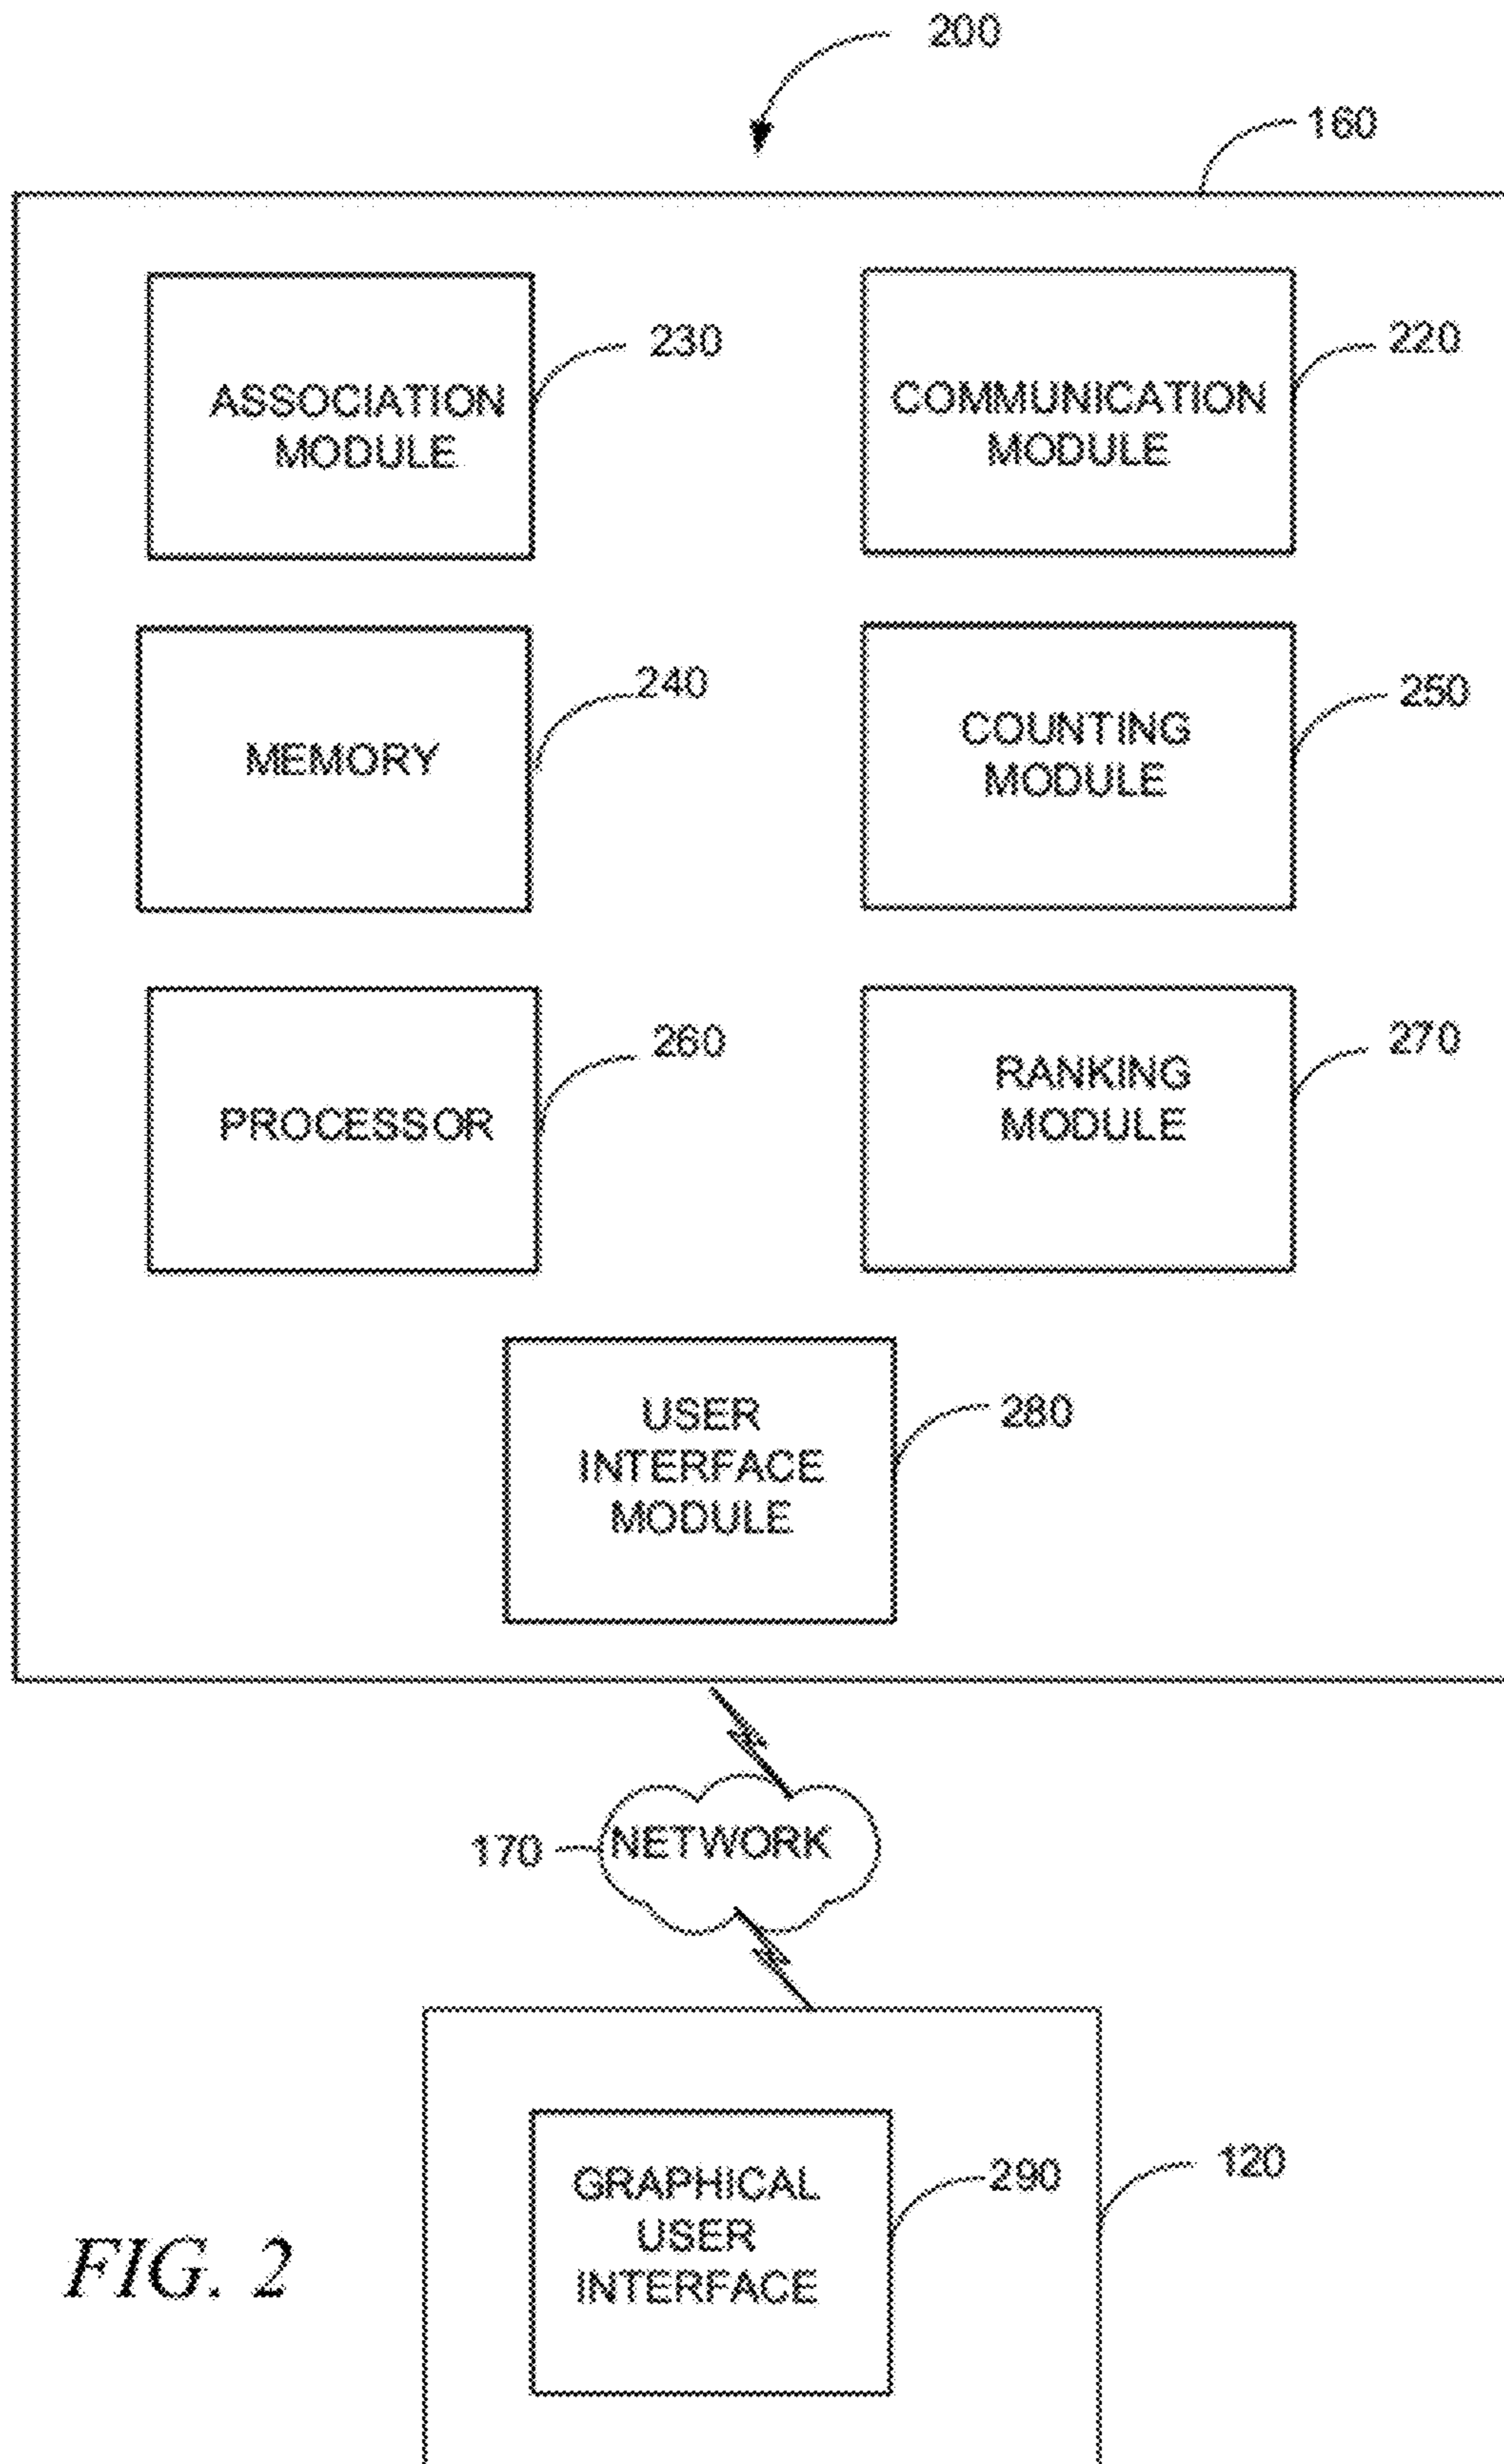 200
160
ASSOCIATION
MODULE
230
COMMUNICATION
MODULE
220
MEMORY
240
COUNTING
MODULE
250
PROCESSOR
260
RANKING
MODULE
270
USER
INTERFACE
MODULE
280
170
NETWORK
GRAPHICAL
USER
INTERFACE
290
120
FIG. 2